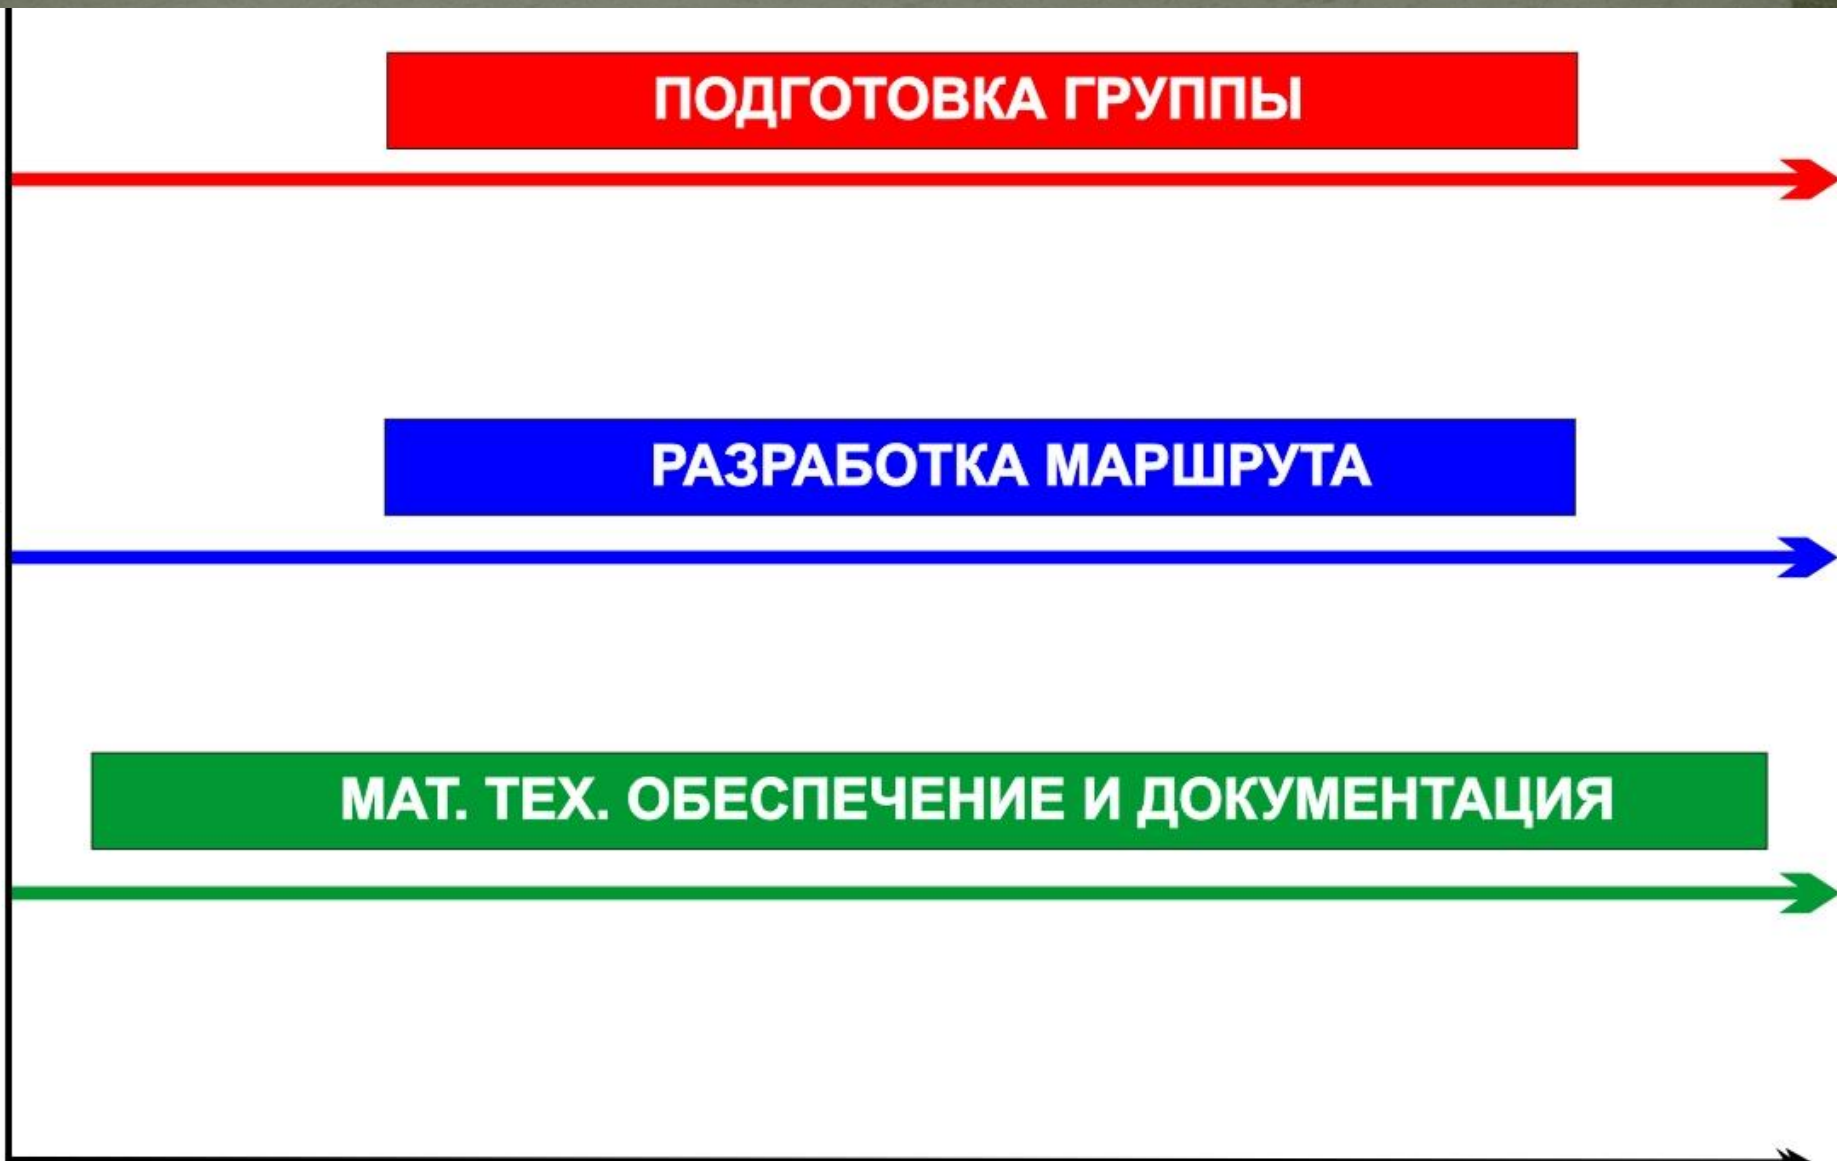 ПОДГОТОВКА ГРУППЫ
РАЗРАБОТКА МАРШРУТА
МАТ. ТЕХ. ОБЕСПЕЧЕНИЕ И ДОКУМЕНТАЦИЯ